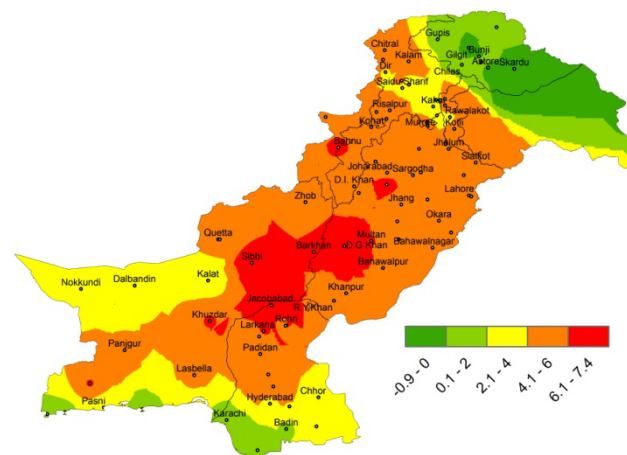 Gupis
Chitral
Bunji
Kalam
Gilgit
Astore
Skardu
Dir
Chilas
Saidu Sharif
Kakul
Risalpur
Rawalakot
Murree
Kotli
Kohat
Bannu
Jhelum
Sialkot
Joharabad
Sargodha
D.I. Khan
Zhob
Jhang
Lahore
Okara
Quetta
Multan
Barkhan
D G Khan
Bahawalnagar
Sibbi
Bahawalpur
Kalat
Dalbandin
Nokkundi
Khanpur
Jacobabad
R.Y.Khan
Khuzdar
Rohri
Larkana
Panjgur
Padidan
Lasbella
Chhor
Pasni
Hyderabad
Karachi
Badin
-0.9 - 0
0.1 - 2
2.1 - 4
4.1 - 6
6.1 - 7.4